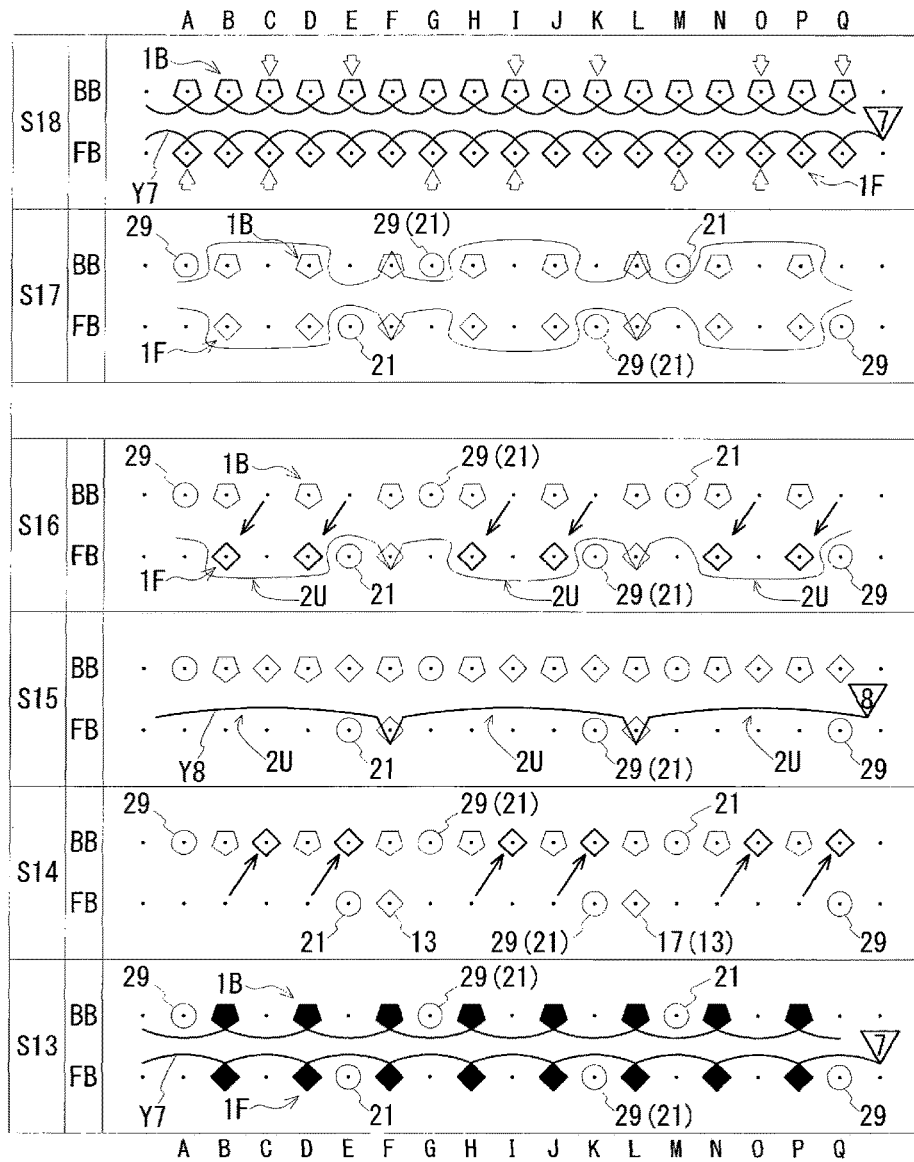 A B C D E F G H I J K L M N O P Q
S18
1B
BB
7
FB
Y7
1F
S17
29
1B
29(21)
21
BB
FB
1F
21
29(21)
29
S16
29
1B
29(21)
21
BB
FB
1F
2U
21
2U
29(21)
2U
29
S15
BB
8
FB
Y8
2U
21
2U
29(21)
2U
29
S14
29
29(21)
21
BB
FB
21
13
29(21)
17(13)
29
S13
29
1B
29(21)
21
BB
7
FB
Y7
1F
21
29(21)
29
A B C D E F G H I J K L M N O P Q